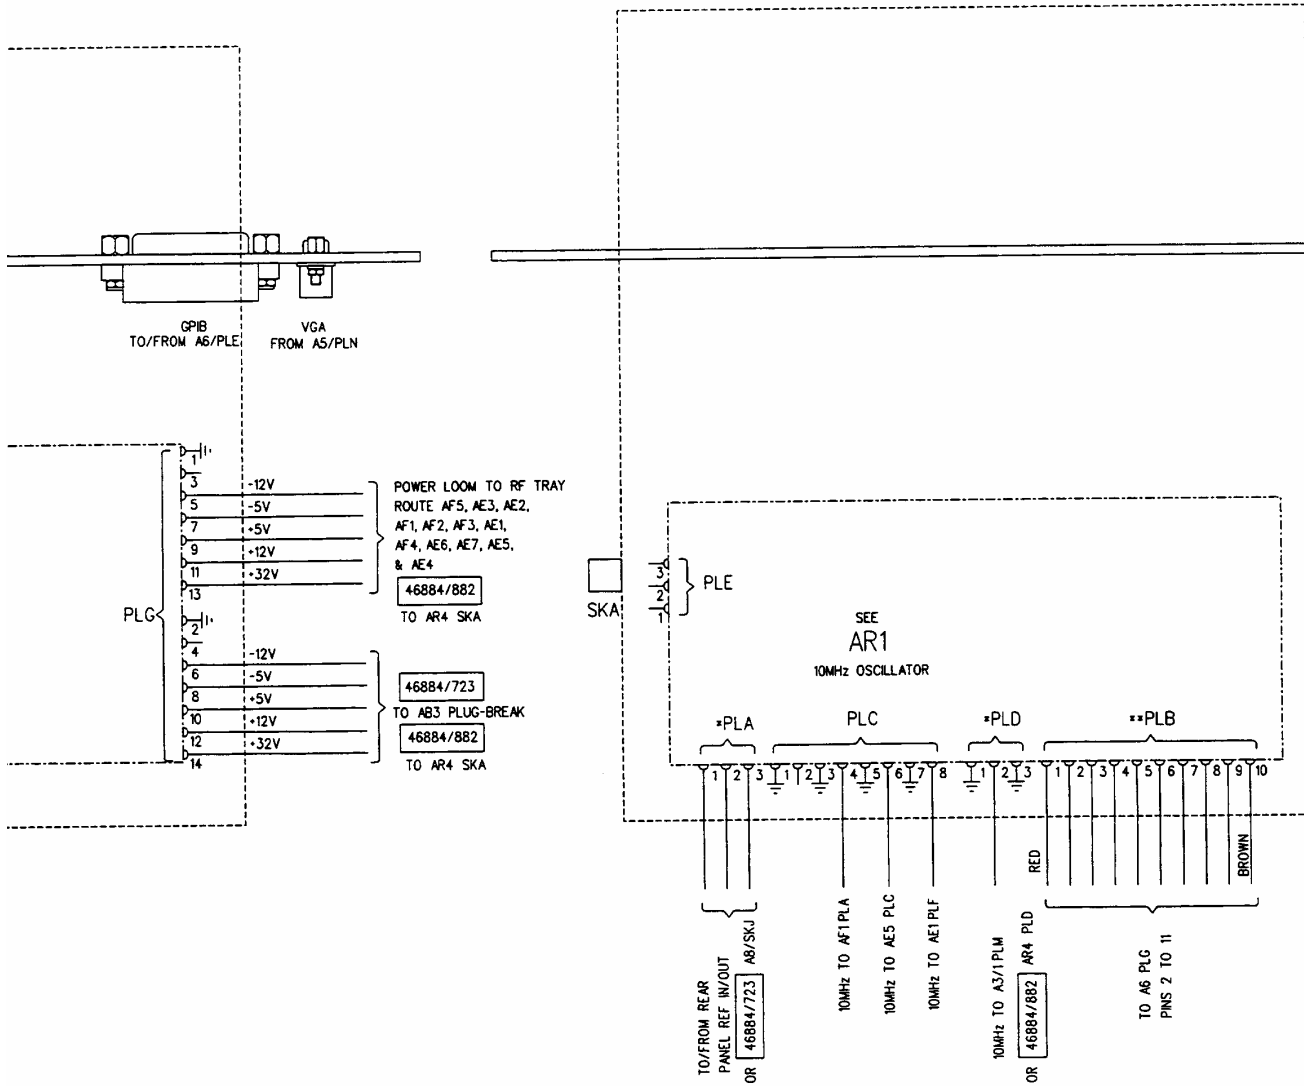 GPIB
TO/FROM A6/PLE
VGA
FROM A5/PLN
PLG
1
3
-12V
5
-5V
7
+5V
9
+12V
11
+32V
13
2
4
-12V
6
-5V
8
+5V
10
+12V
12
+32V
14
POWER LOOM TO RF TRAY
ROUTE AF5, AE3, AE2,
AF1, AF2, AF3, AE1,
AF4, AE6, AE7, AE5,
& AE4
46884/882
TO AR4 SKA
46884/723
TO AB3 PLUG-BREAK
46884/882
TO AR4 SKA
SKA
3
2
1
PLE
SEE
AR1
10MHz OSCILLATOR
*PLA
PLC
*PLD
**PLB
1 2 3
1 2 3 4 5 6 7 8
1 2 3
1 2 3 4 5 6 7 8 9 10
RED
BROWN
TO/FROM REAR
PANEL REF IN/OUT
OR 46884/723 A8/SKJ
10MHz TO AF1 PLA
10MHz TO AE5 PLC
10MHz TO AE1 PLF
10MHz TO A3/1 PLM
OR 46884/882 AR4 PLD
TO A6 PLG
PINS 2 TO 11